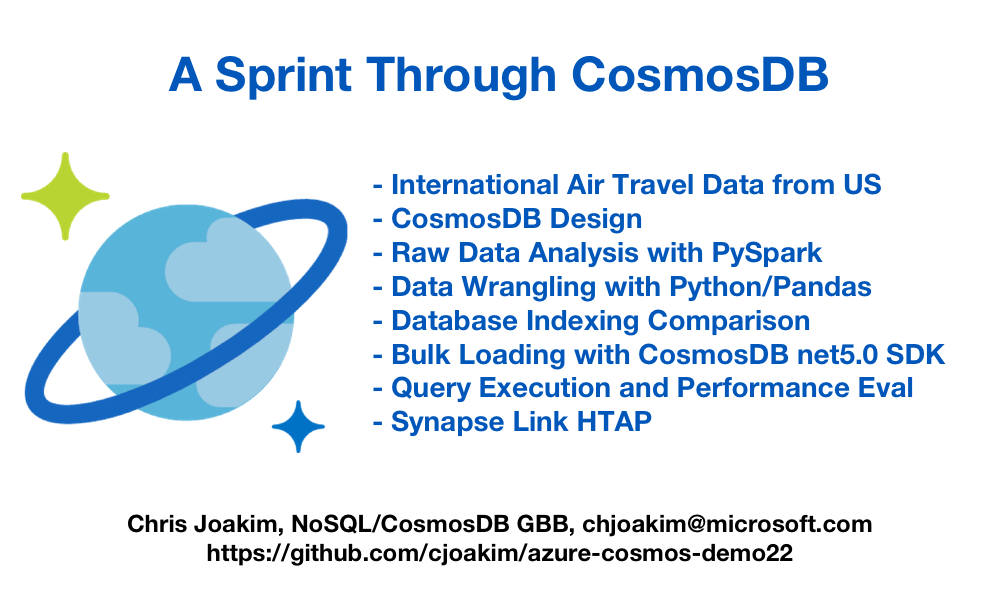 A Sprint Through CosmosDB
- International Air Travel Data from US
- CosmosDB Design
- Raw Data Analysis with PySpark
- Data Wrangling with Python/Pandas
- Database Indexing Comparison
- Bulk Loading with CosmosDB net5.0 SDK
- Query Execution and Performance Eval
- Synapse Link HTAP
Chris Joakim, NoSQL/CosmosDB GBB, chjoakim@microsoft.com
https://github.com/cjoakim/azure-cosmos-demo22